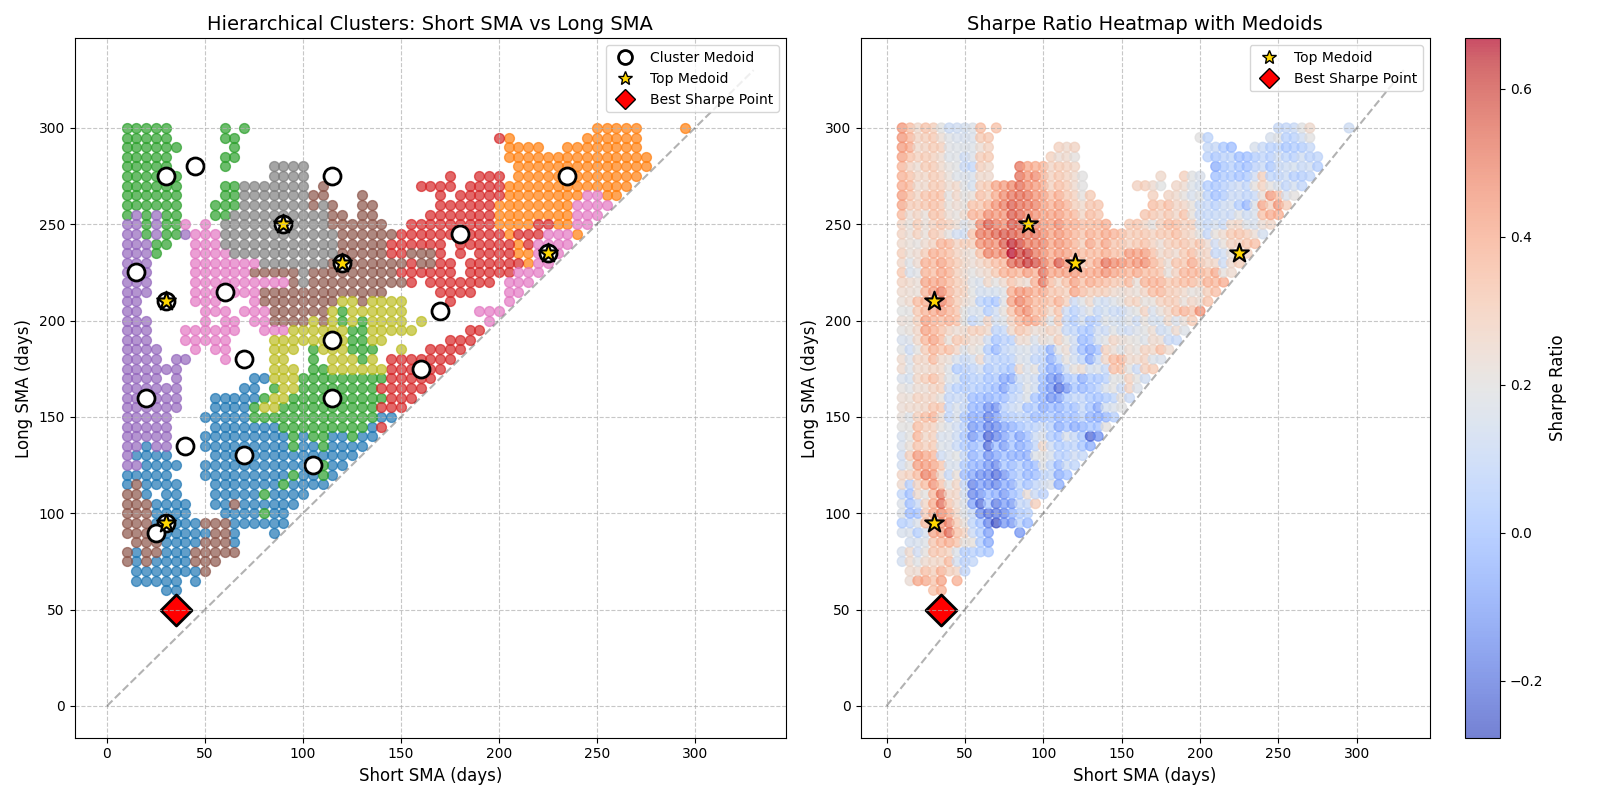 Hierarchical Clusters: Short SMA vs Long SMA
Cluster Medoid
Top Medoid
Best Sharpe Point
300
250
200
150
100
50
0
Long SMA (days)
0 50 100 150 200 250 300
Short SMA (days)
Sharpe Ratio Heatmap with Medoids
Top Medoid
Best Sharpe Point
300
250
200
150
100
50
0
Long SMA (days)
0 50 100 150 200 250 300
Short SMA (days)
0.6
0.4
0.2
0.0
−0.2
Sharpe Ratio